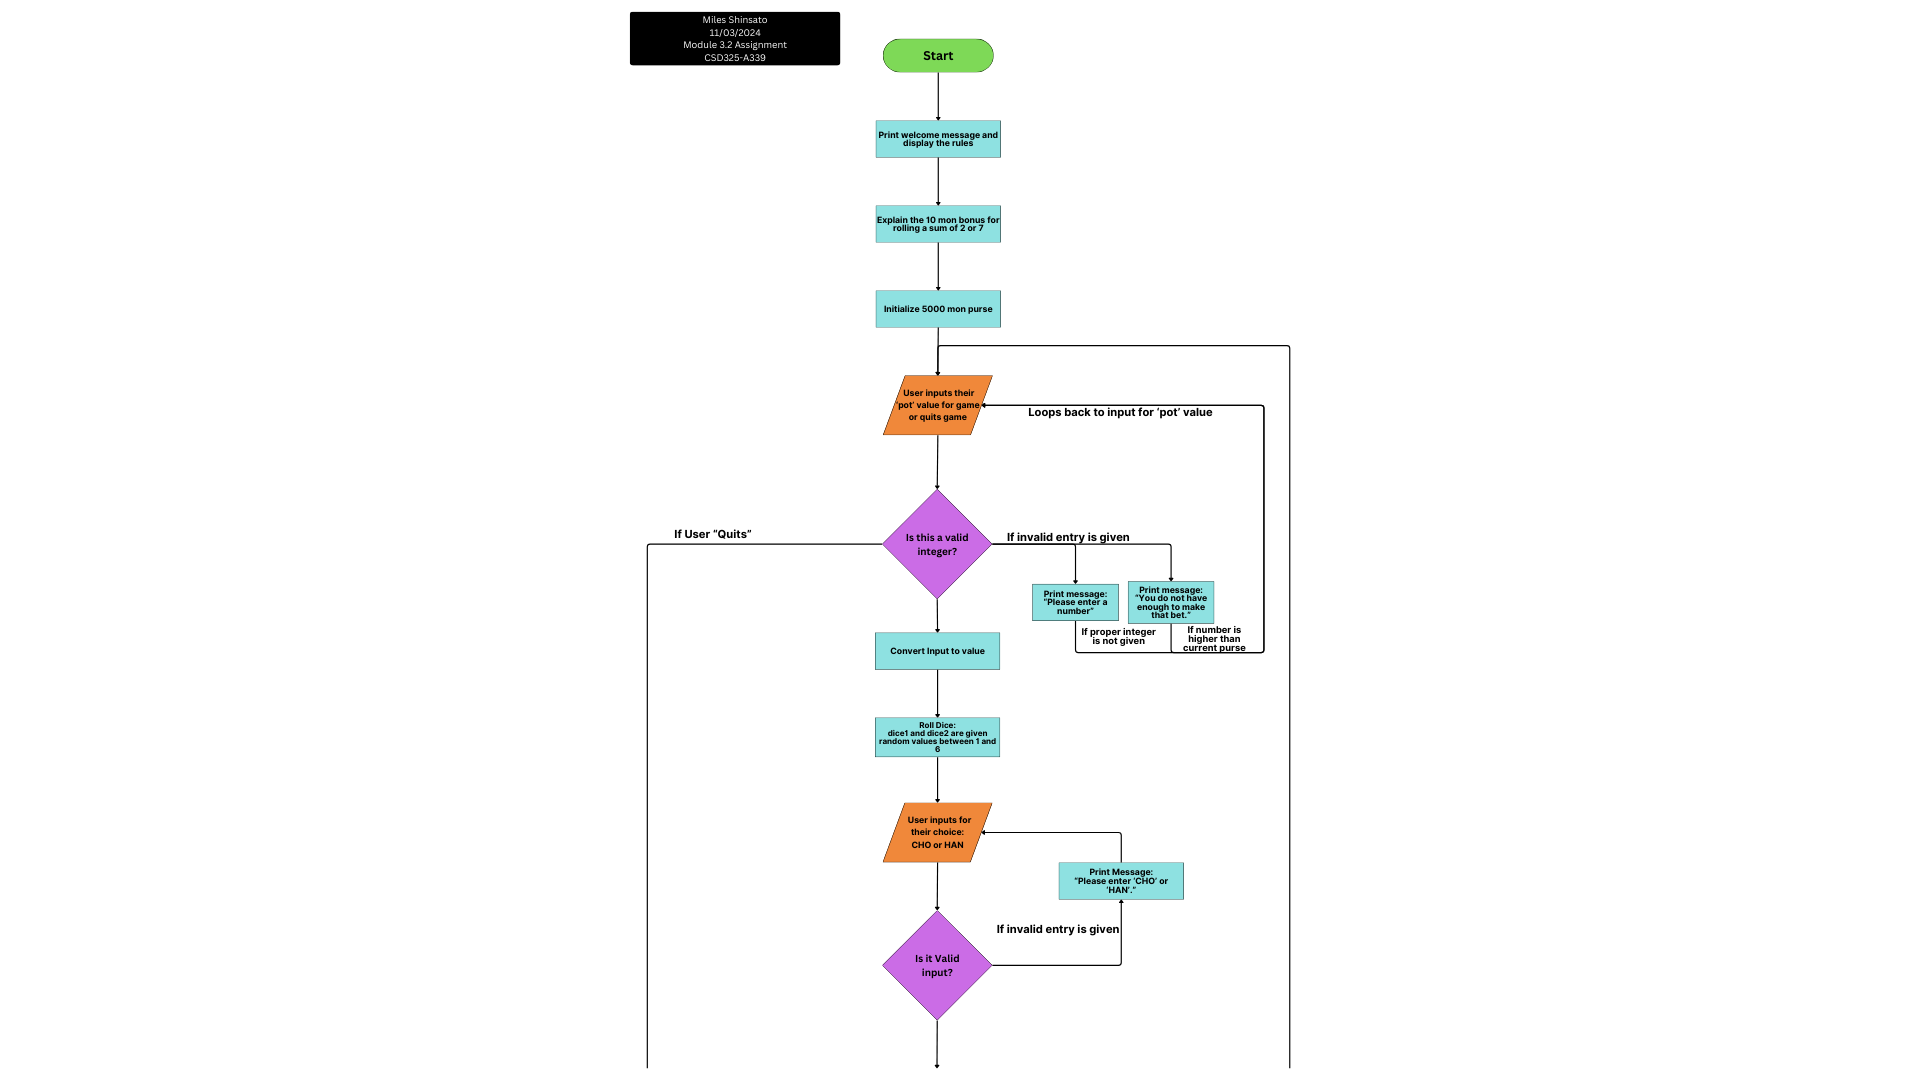 Miles Shinsato
11/03/2024
Module 3.2 Assignment
CSD325-A339
Start
Print welcome message and
display the rules
Explain the 10 mon bonus for
rolling a sum of 2 or 7
Initialize 5000 mon purse
User inputs their
'pot' value for game
or quits game
Loops back to input for ‘pot’ value
Is this a valid
integer?
If User “Quits”
If invalid entry is given
Print message:
“Please enter a
number”
Print message:
“You do not have
enough to make
that bet.”
If proper integer
is not given
If number is
higher than
current purse
Convert Input to value
Roll Dice:
dice1 and dice2 are given
random values between 1 and
6
User inputs for
their choice:
CHO or HAN
Print Message:
“Please enter ‘CHO’ or
‘HAN’.”
If invalid entry is given
Is it Valid
input?